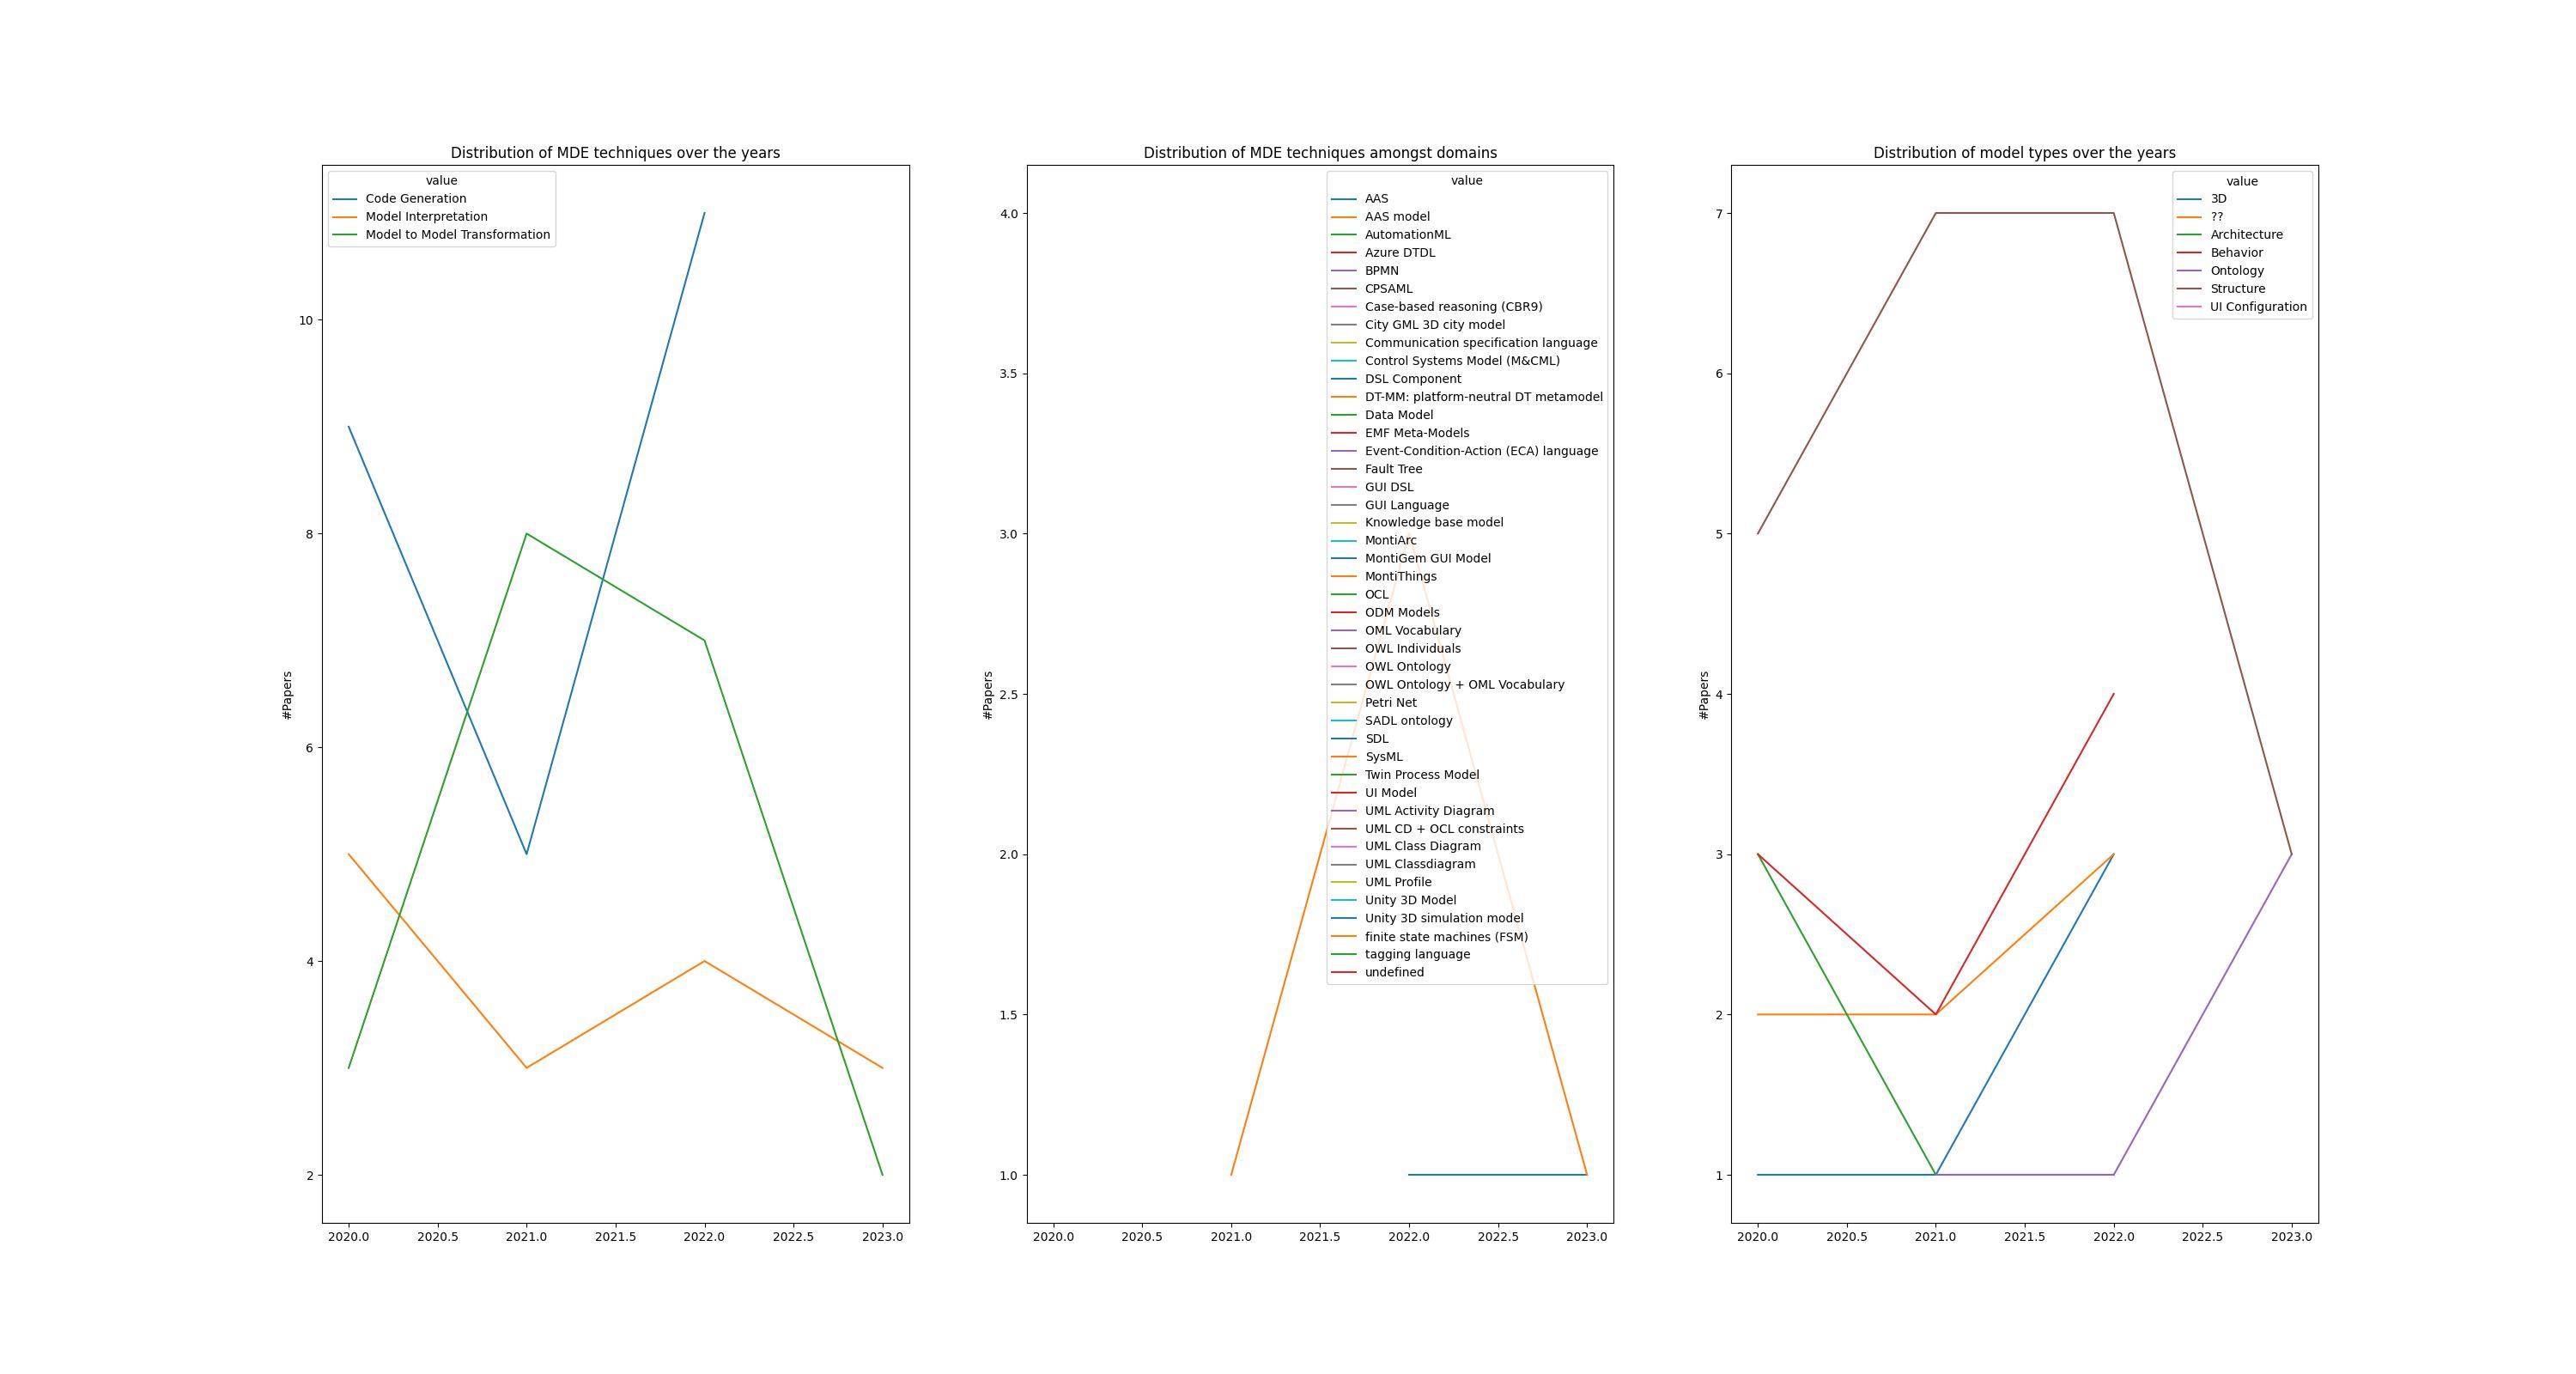 Distribution of MDE techniques over the years
value
Code Generation
Model Interpretation
Model to Model Transformation
#Papers
10
8
6
4
2
2020.0 2020.5 2021.0 2021.5 2022.0 2022.5 2023.0
Distribution of MDE techniques amongst domains
value
AAS
AAS model
AutomationML
Azure DTDL
BPMN
CPSAML
Case-based reasoning (CBR9)
City GML 3D city model
Communication specification language
Control Systems Model (M&CML)
DSL Component
DT-MM: platform-neutral DT metamodel
Data Model
EMF Meta-Models
Event-Condition-Action (ECA) language
Fault Tree
GUI DSL
GUI Language
Knowledge base model
MontiArc
MontiGem GUI Model
MontiThings
OCL
ODM Models
OML Vocabulary
OWL Individuals
OWL Ontology
OWL Ontology + OML Vocabulary
Petri Net
SADL ontology
SDL
SysML
Twin Process Model
UI Model
UML Activity Diagram
UML CD + OCL constraints
UML Class Diagram
UML Classdiagram
UML Profile
Unity 3D Model
Unity 3D simulation model
finite state machines (FSM)
tagging language
undefined
#Papers
4.0
3.5
3.0
2.5
2.0
1.5
1.0
2020.0 2020.5 2021.0 2021.5 2022.0 2022.5 2023.0
Distribution of model types over the years
value
3D
??
Architecture
Behavior
Ontology
Structure
UI Configuration
#Papers
7
6
5
4
3
2
1
2020.0 2020.5 2021.0 2021.5 2022.0 2022.5 2023.0